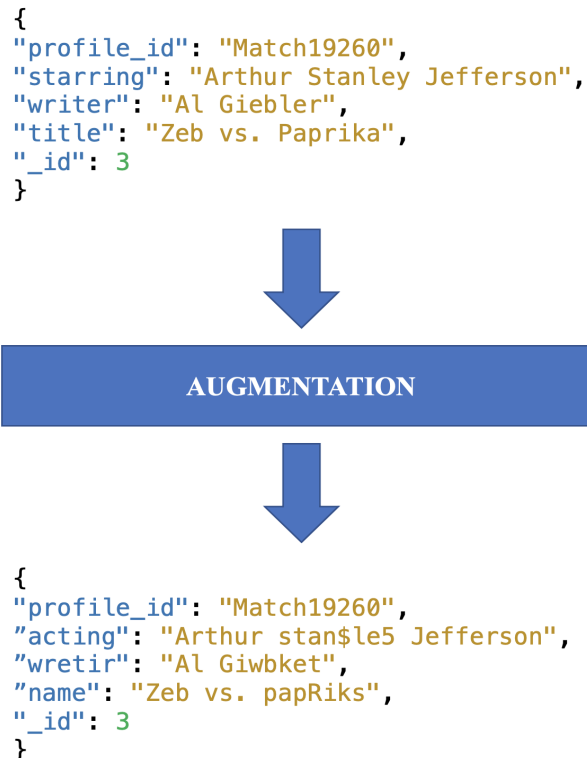 {
"profile_id": "Match19260",
"starring": "Arthur Stanley Jefferson",
"writer": "Al Giebler",
"title": "Zeb vs. Paprika",
"_id": 3
}
AUGMENTATION
{
"profile_id": "Match19260",
”acting": "Arthur stan$le5 Jefferson",
”wretir": "Al Giwbket",
”name": "Zeb vs. papRiks",
"_id": 3
}